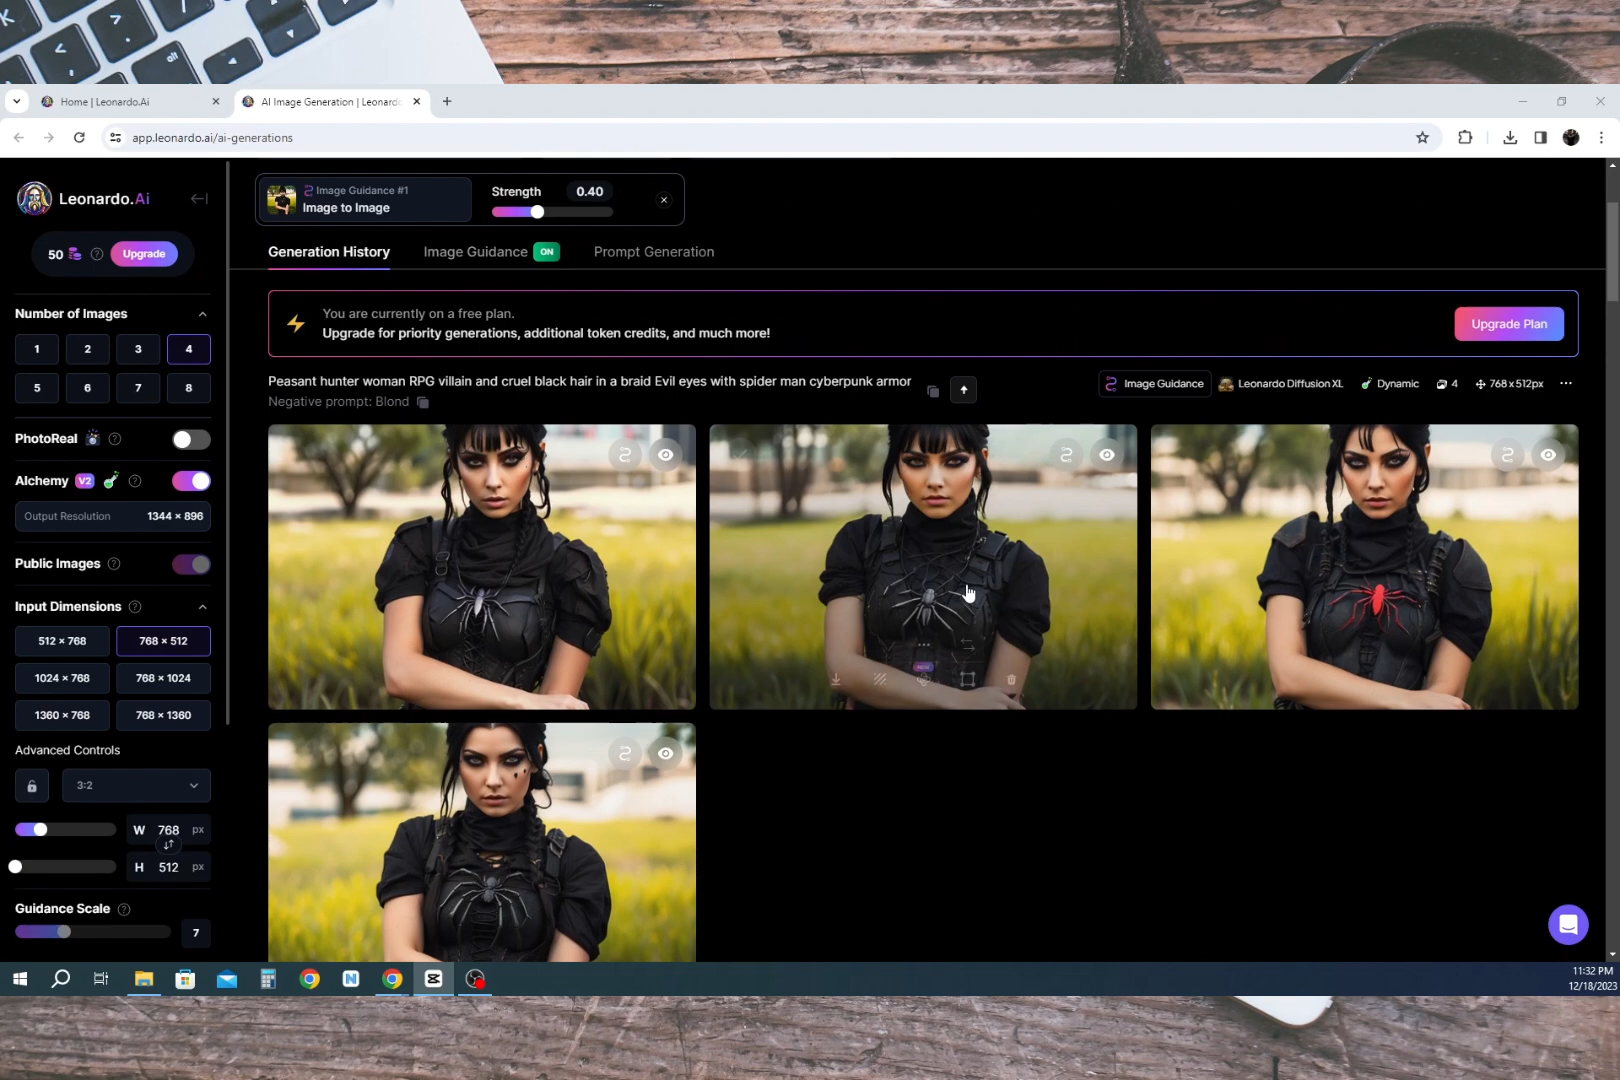 Home | Leonardo.Ai
AI Image Generation | Leonardo
app.leonardo.ai/ai-generations
Leonardo.Ai
50
Upgrade
Number of Images
1 2 3 4
5 6 7 8
PhotoReal
Alchemy V2
Output Resolution 1344 × 896
Public Images
Input Dimensions
512 × 768 768 × 512
1024 × 768 768 × 1024
1360 × 768 768 × 1360
Advanced Controls
3:2
W 768 px
H 512 px
Guidance Scale
7
Image Guidance #1
Image to Image
Strength 0.40
Generation History Image Guidance ON Prompt Generation
You are currently on a free plan.
Upgrade for priority generations, additional token credits, and much more!
Upgrade Plan
Peasant hunter woman RPG villain and cruel black hair in a braid Evil eyes with spider man cyberpunk armor
Negative prompt: Blond
Image Guidance Leonardo Diffusion XL Dynamic 4 768 x 512px
11:32 PM
12/18/2023